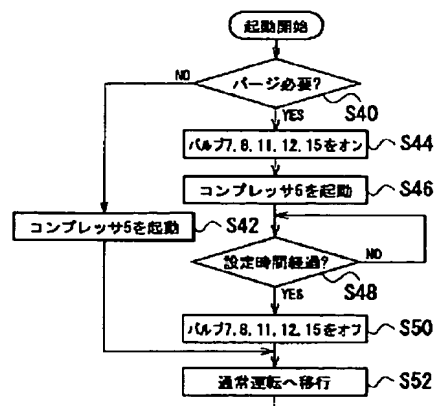 起動開始
パージ必要?
NO
S40
YES
バルブ7,8,11,12,15をオン
S44
コンプレッサ5を起動
S46
コンプレッサ5を起動
S42
設定時間経過?
NO
S48
YES
バルブ7,8,11,12,15をオフ
S50
通常運転へ移行
S52